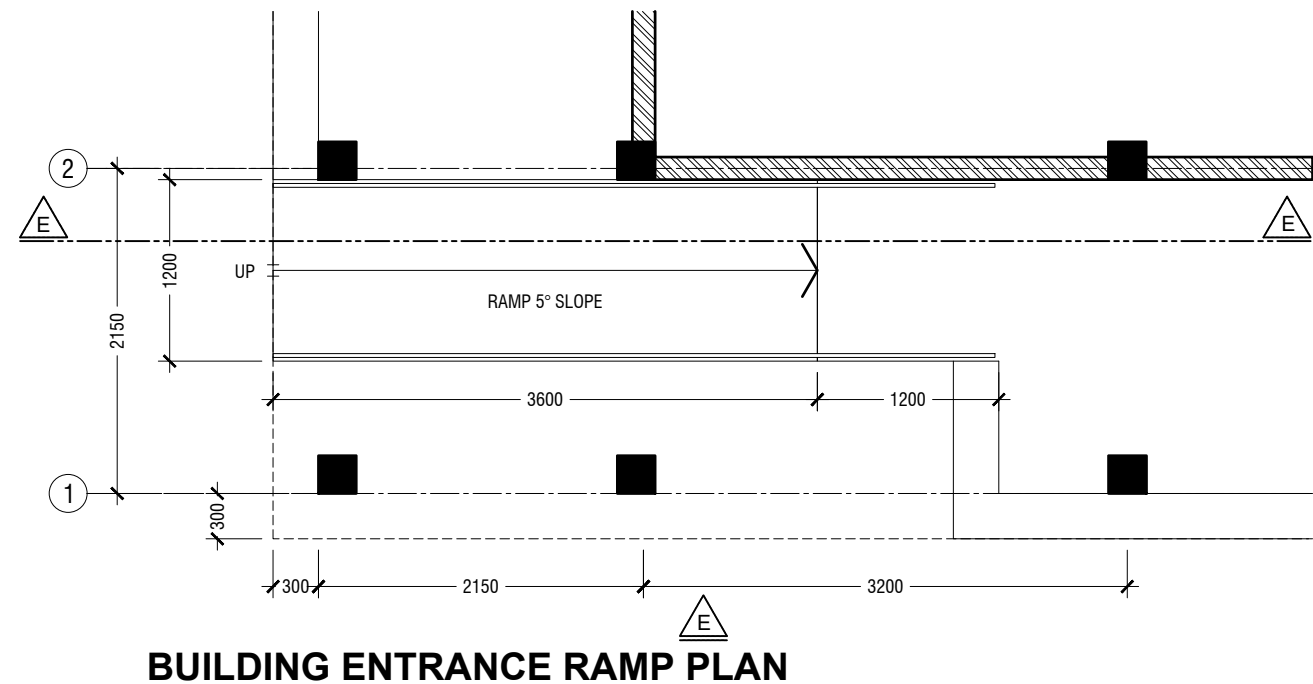 2
E
E
1200
UP
2150
RAMP 5° SLOPE
3600
1200
1
300
300
2150
3200
E
BUILDING ENTRANCE RAMP PLAN